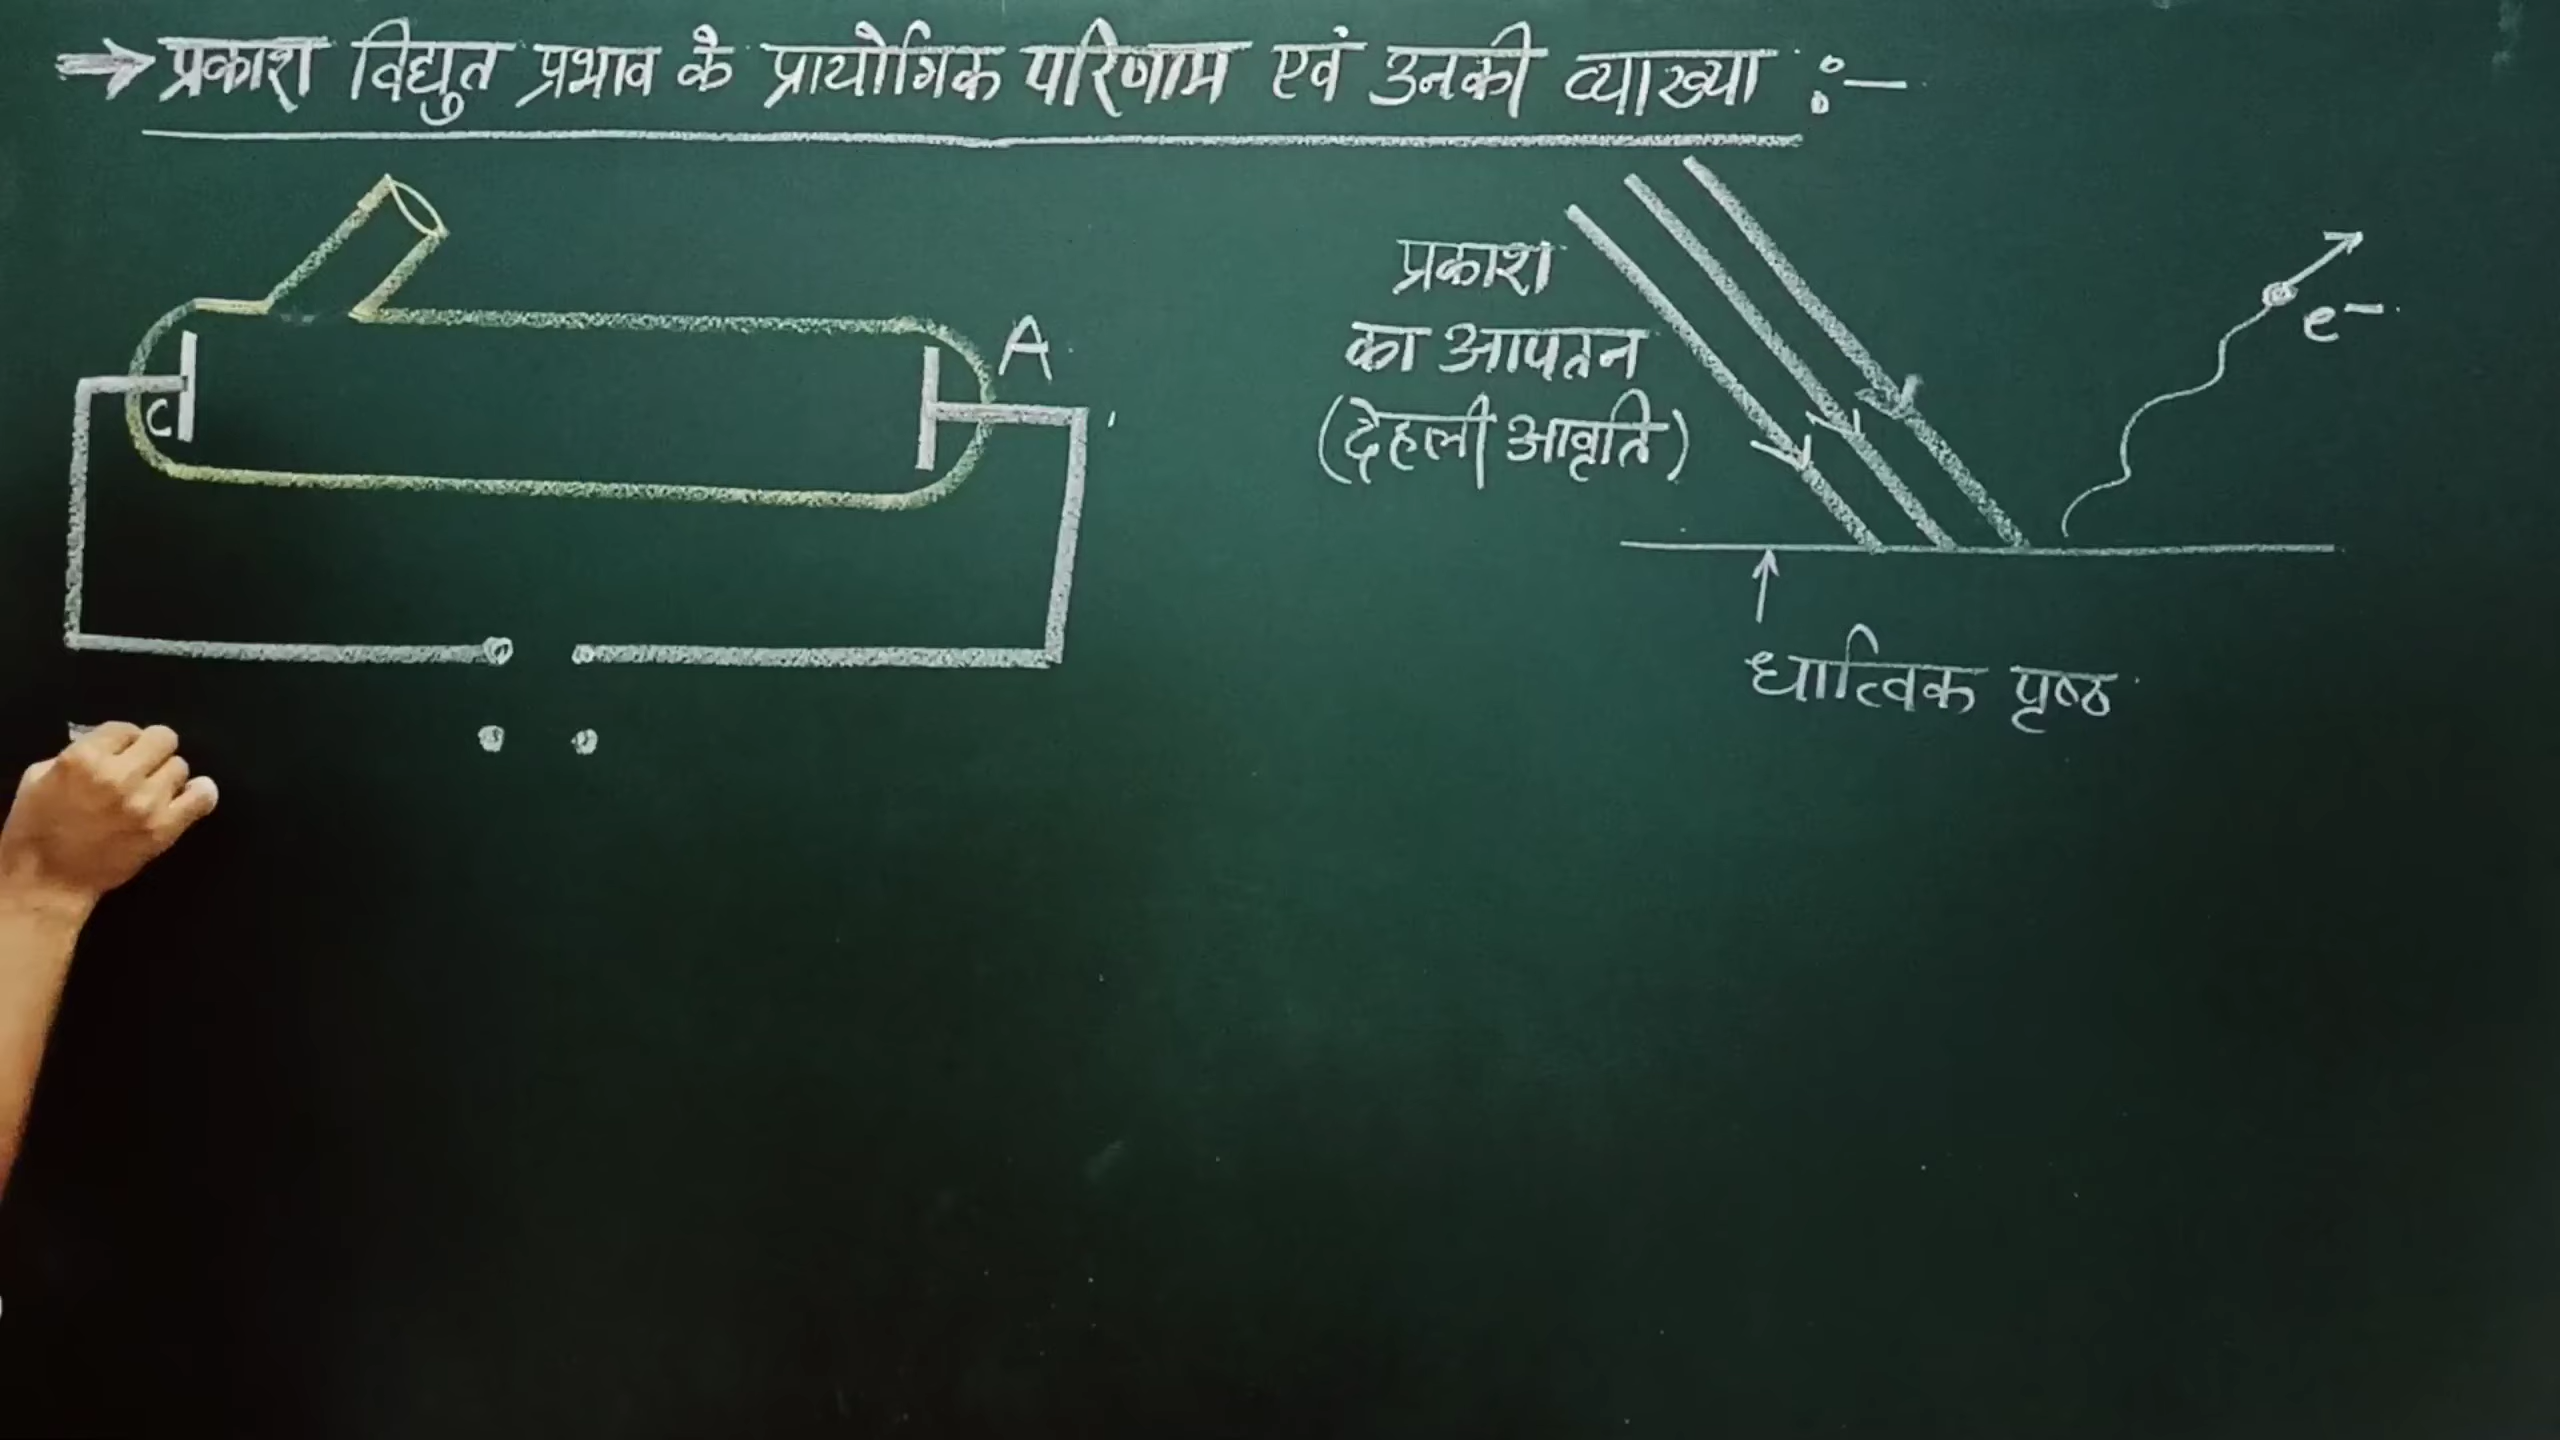 → प्रकाश विद्युत प्रभाव के प्रायोगिक परिणाम एवं उनकी व्याख्या :-
C
A
प्रकाश
का आपतन
(देहली आवृति)
e-
धात्विक पृष्ठ